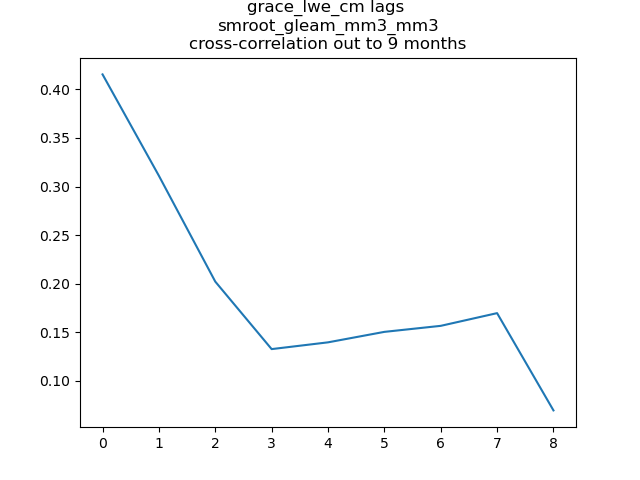 grace_lwe_cm lags
smroot_gleam_mm3_mm3
cross-correlation out to 9 months
0.40
0.35
0.30
0.25
0.20
0.15
0.10
0 1 2 3 4 5 6 7 8